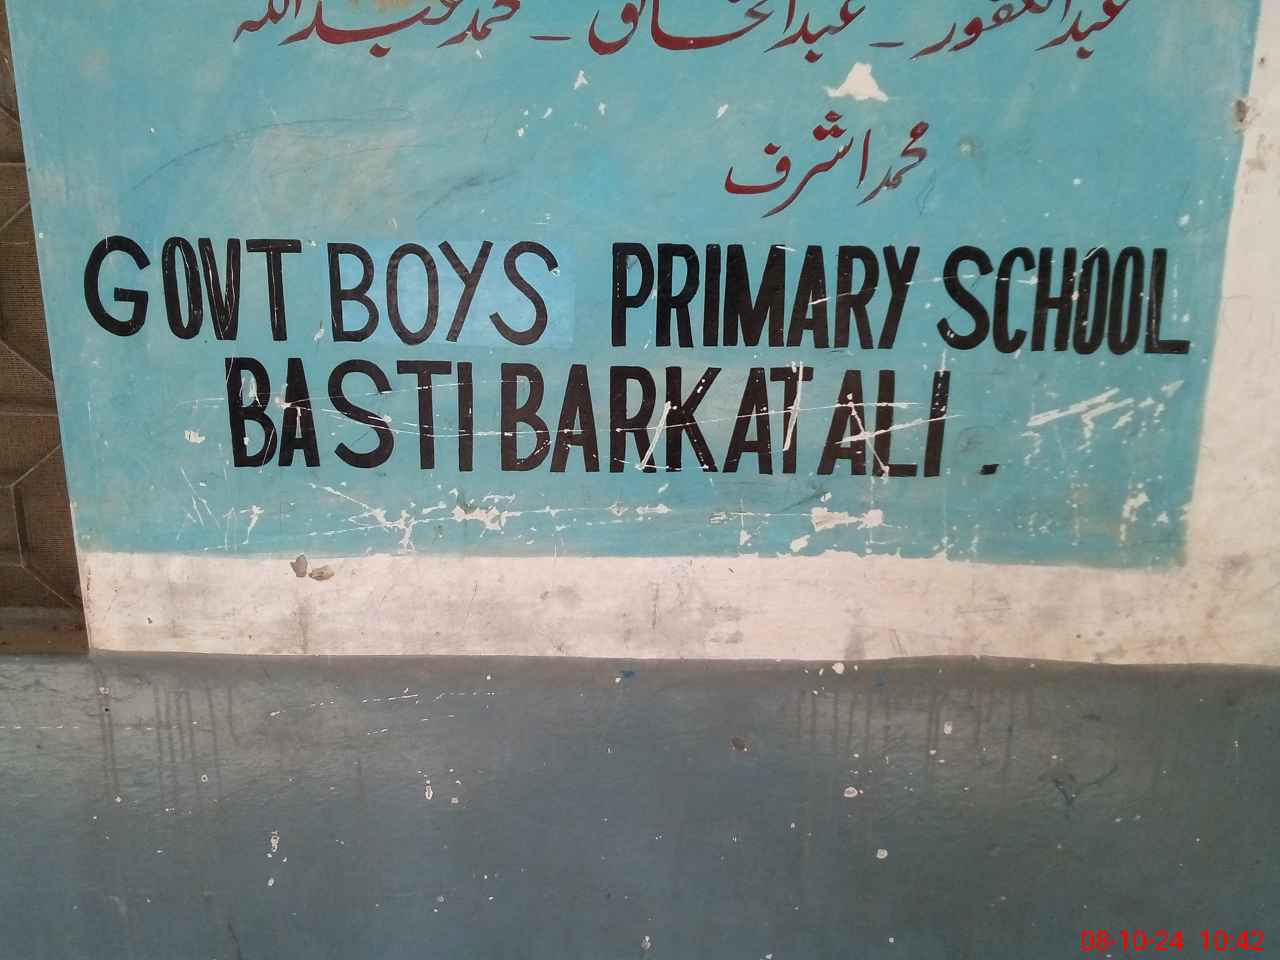 عبدالغفور - عبدالخالق - محمد عبداللہ
محمد اشرف
GOVT BOYS PRIMARY SCHOOL
BASTI BARKAT ALI.
08-10-24 10:42